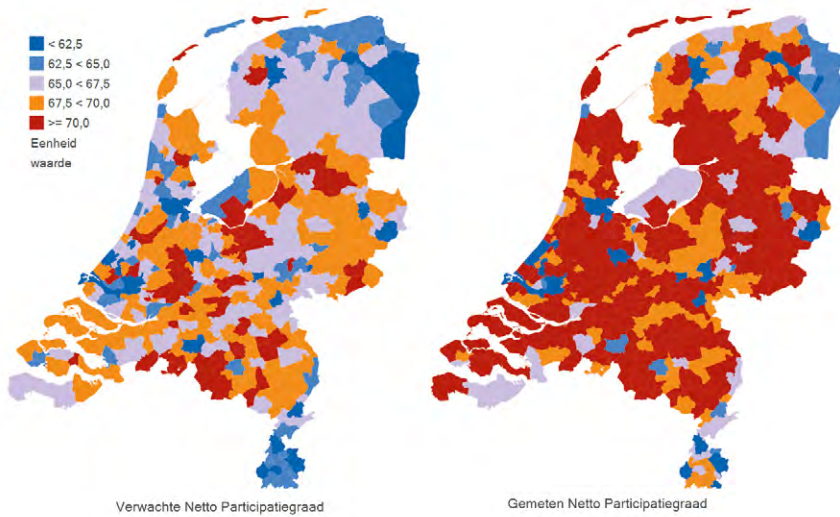 < 62,5
62,5 < 65,0
65,0 < 67,5
67,5 < 70,0
>= 70,0
Eenheid
waarde
Verwachte Netto Participatiegraad
Gemeten Netto Participatiegraad